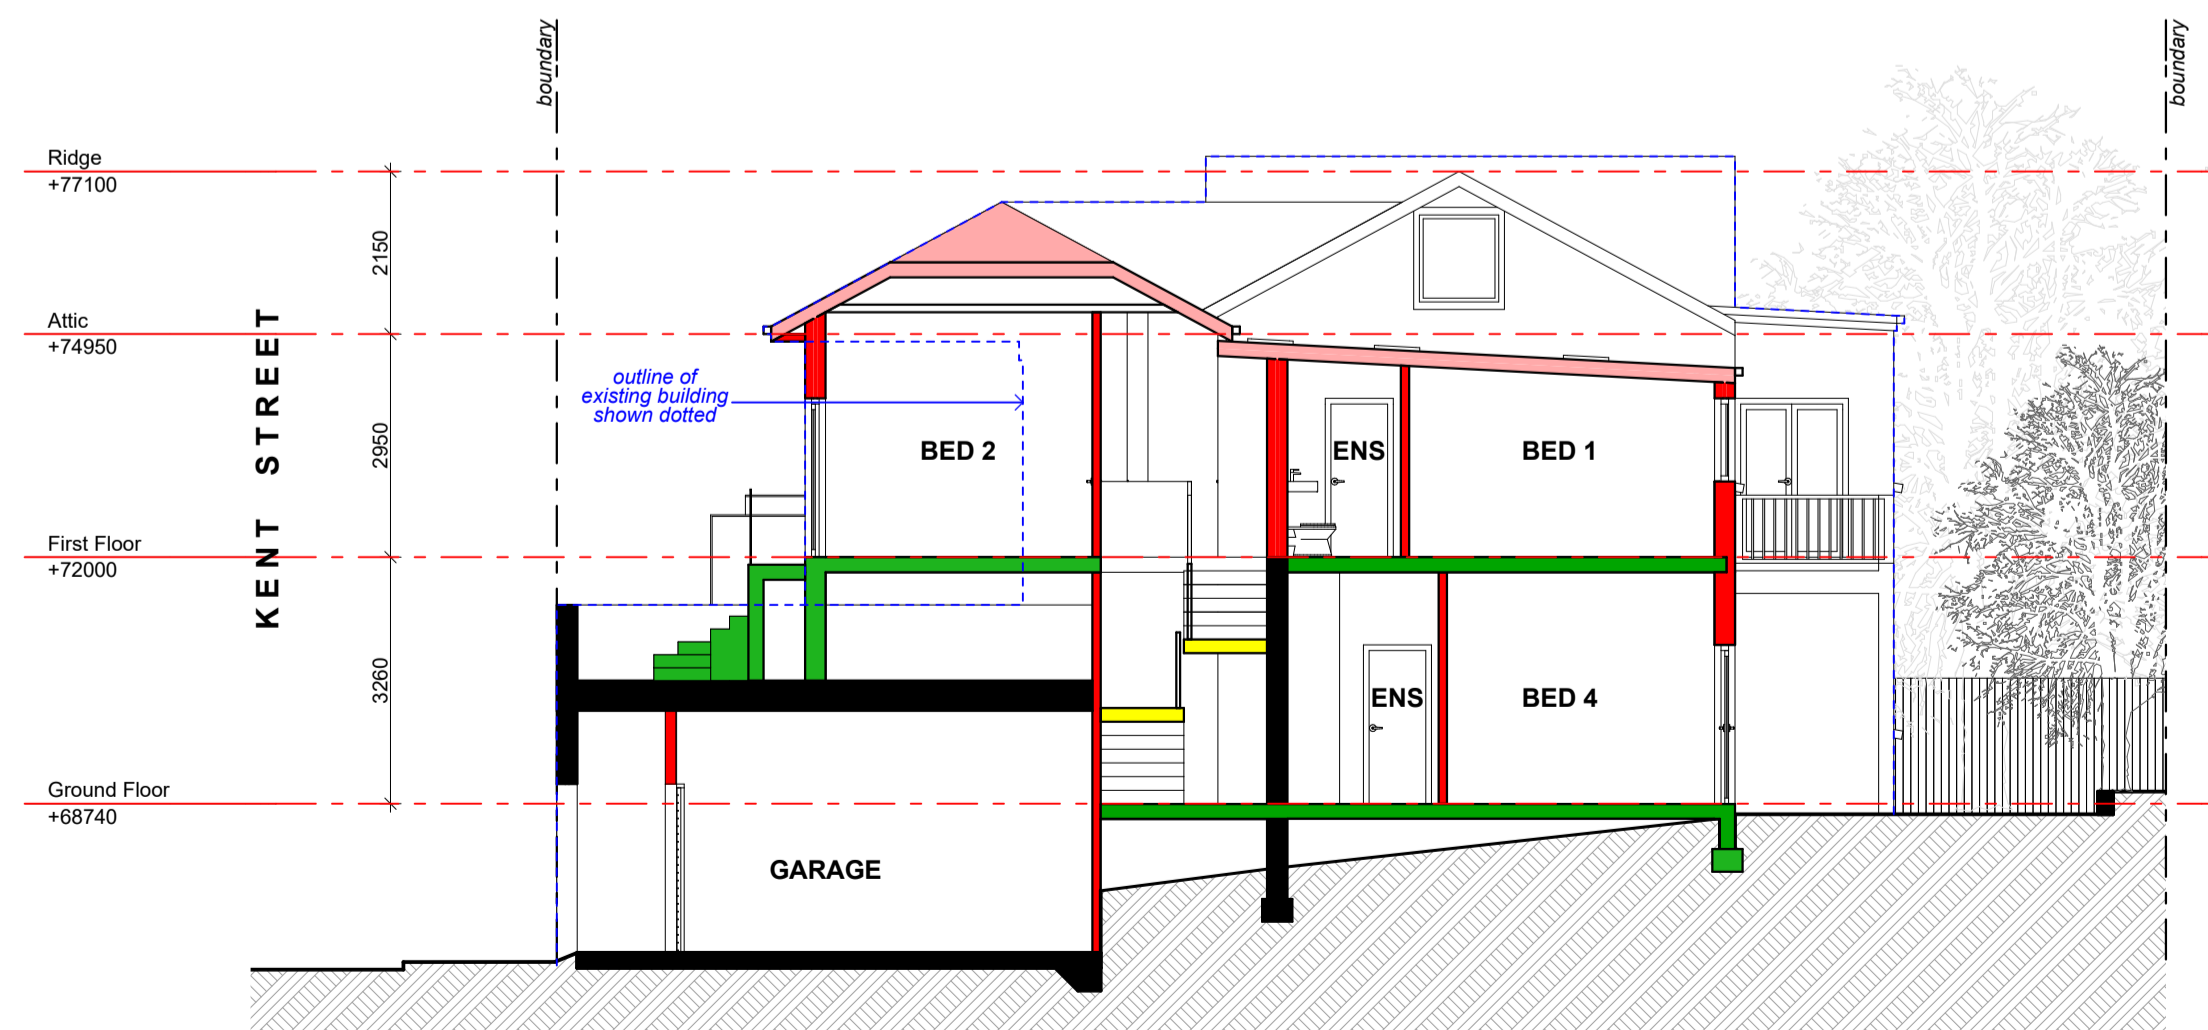 boundary
boundary
Ridge
+77100
2150
Attic
+74950
KENT STREET
outline of
existing building
shown dotted
2950
BED 2
ENS
BED 1
First Floor
+72000
3260
ENS
BED 4
Ground Floor
+68740
GARAGE